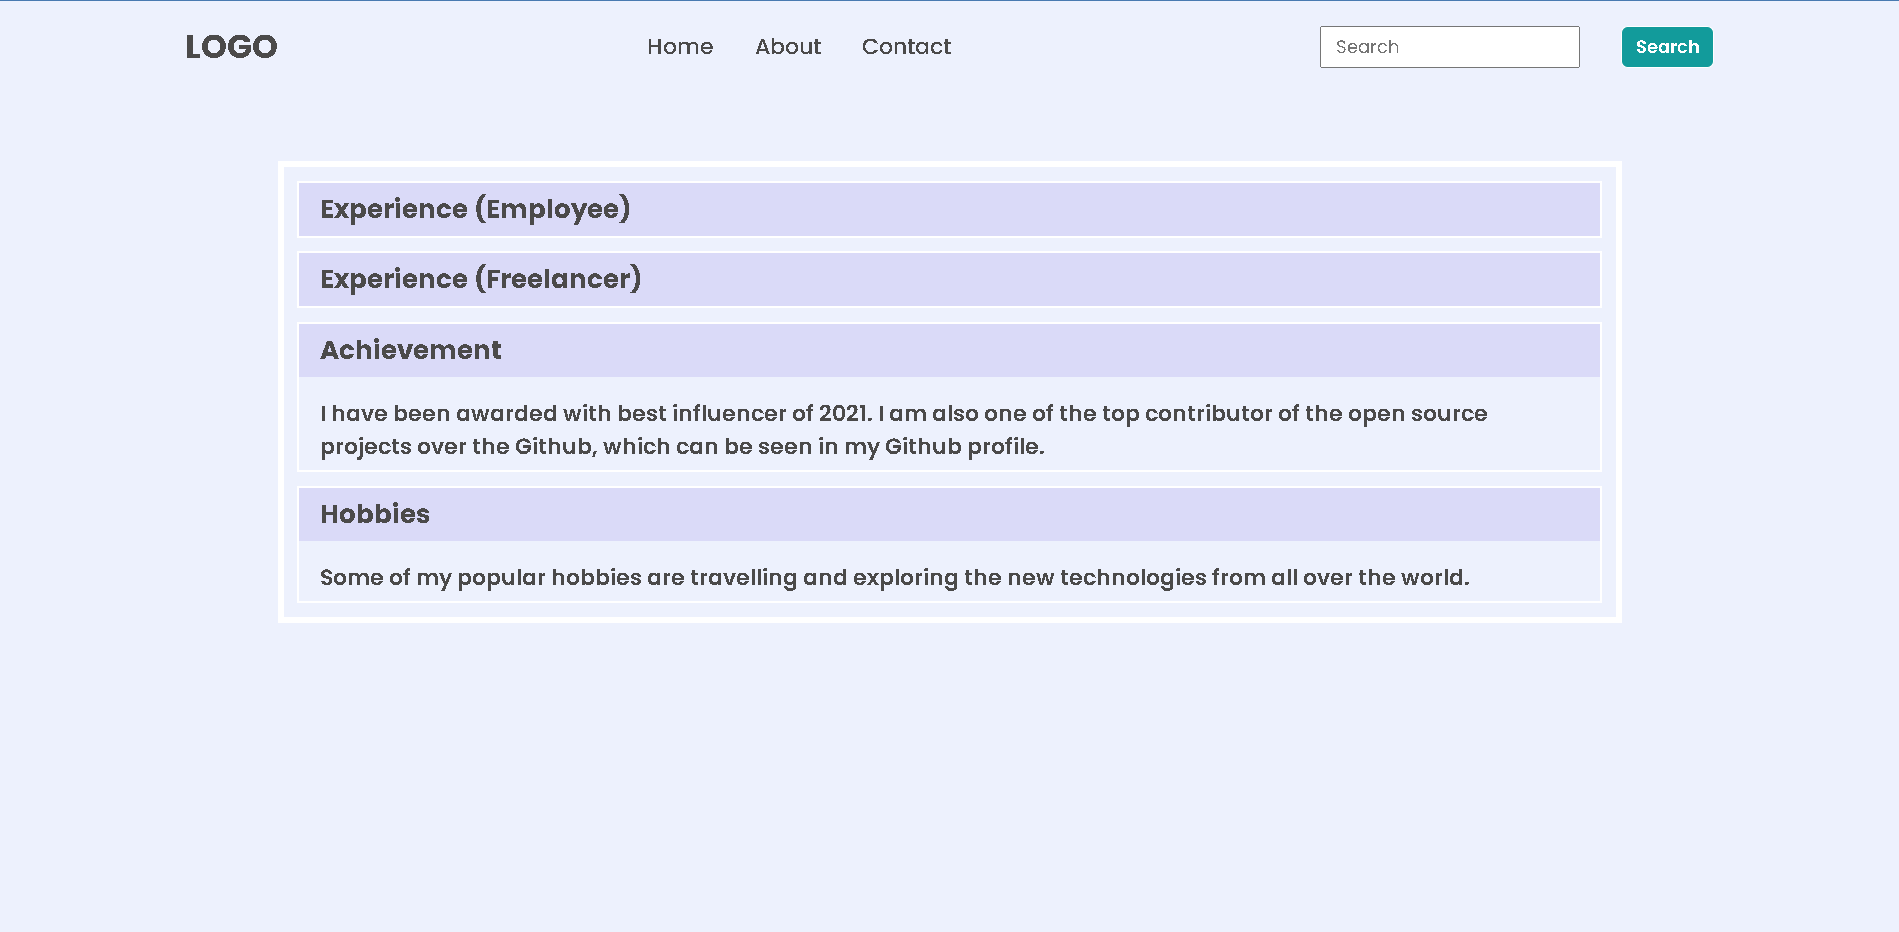 LOGO
Home
About
Contact
Search
Search
Experience (Employee)
Experience (Freelancer)
Achievement
I have been awarded with best influencer of 2021. I am also one of the top contributor of the open source
projects over the Github, which can be seen in my Github profile.
Hobbies
Some of my popular hobbies are travelling and exploring the new technologies from all over the world.